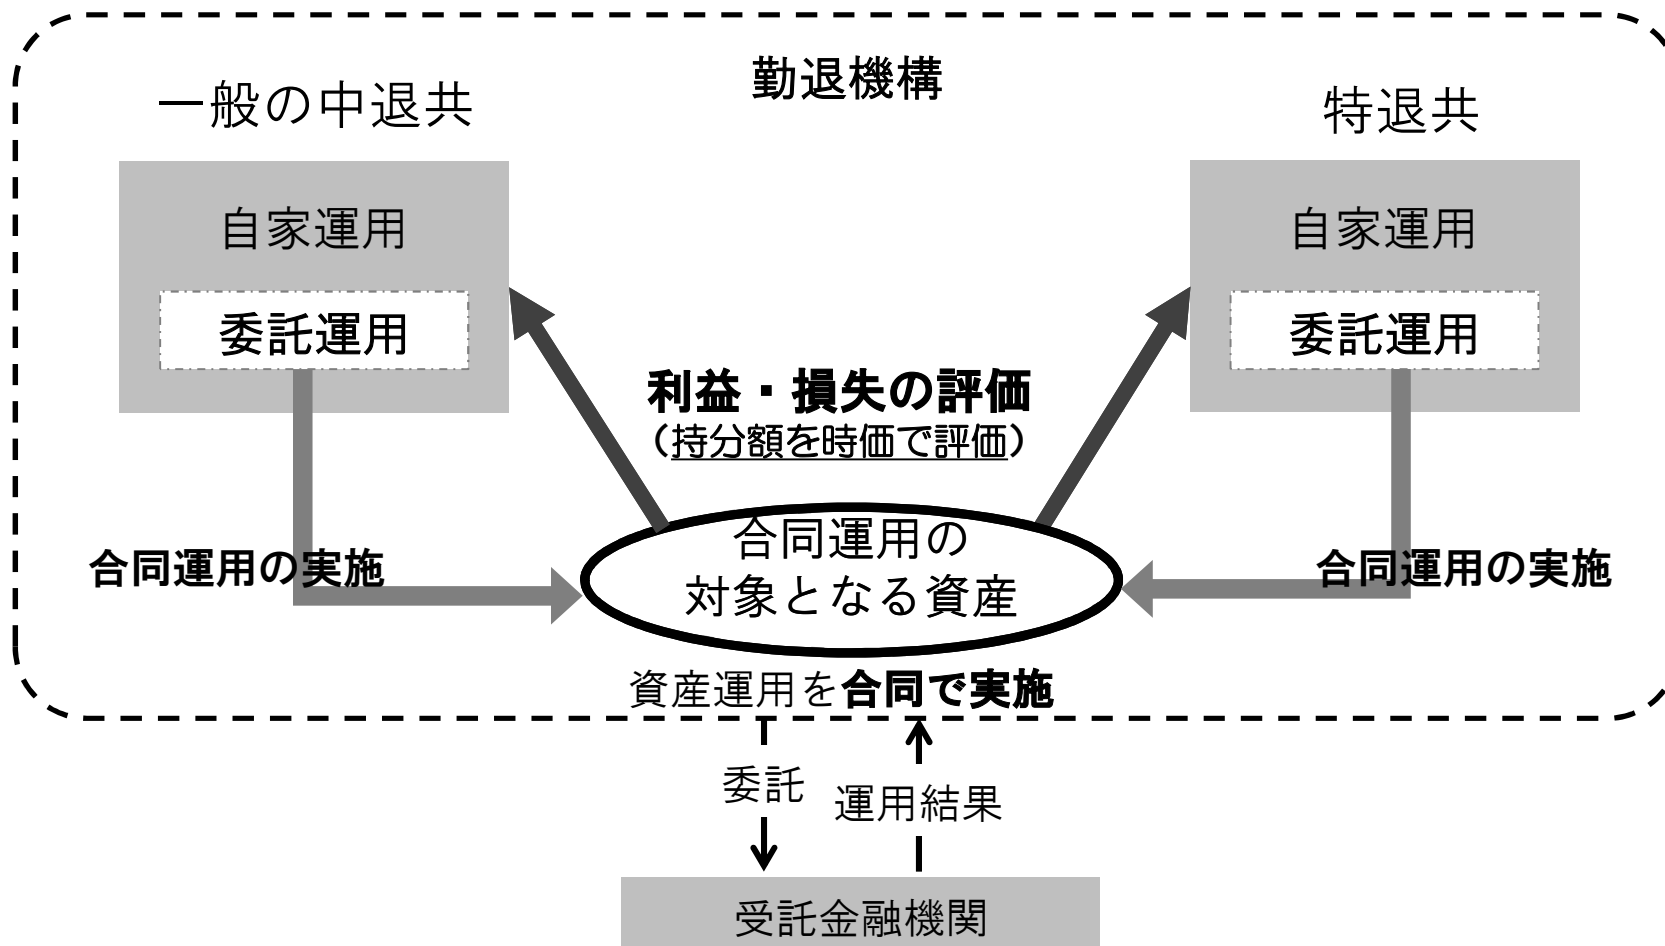 勤退機構
一般の中退共
特退共
自家運用
自家運用
委託運用
委託運用
利益・損失の評価
（持分額を時価で評価）
合同運用の
対象となる資産
合同運用の実施
合同運用の実施
資産運用を合同で実施
委託
運用結果
受託金融機関